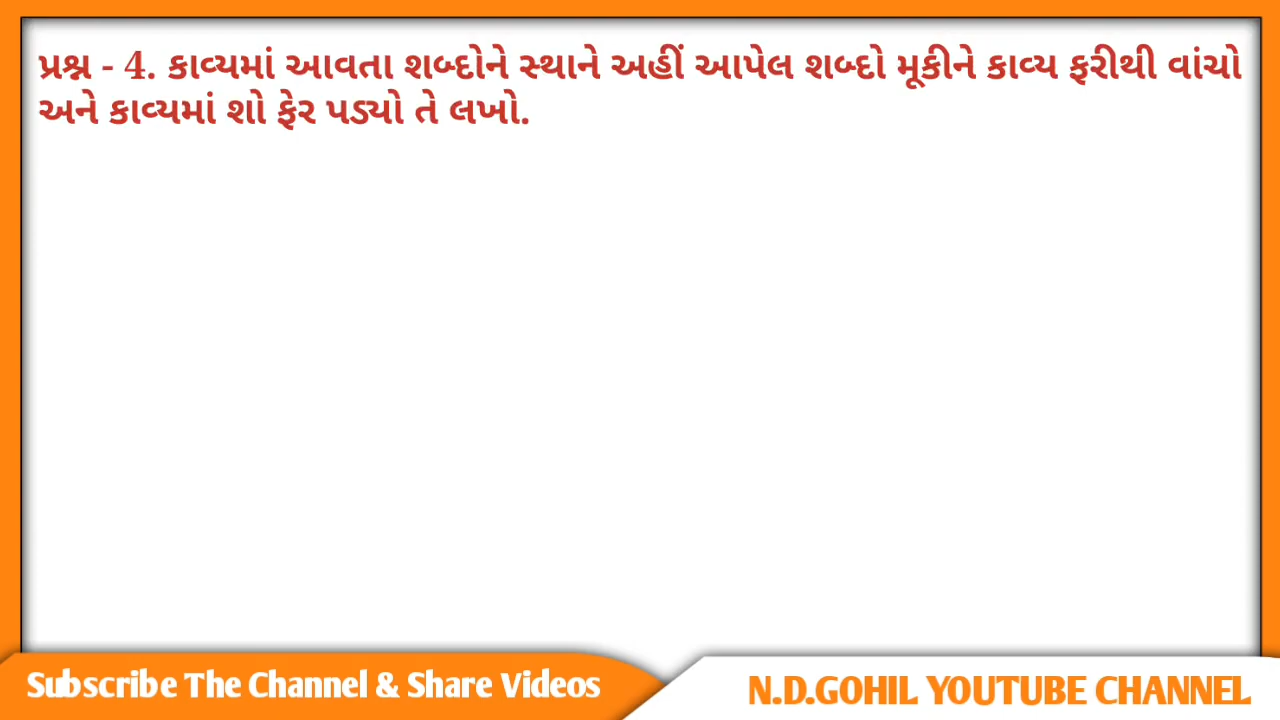 પ્રશ્ન - 4. કાવ્યમાં આવતા શબ્દોને સ્થાને અહીં આપેલ શબ્દો મૂકીને કાવ્ય ફરીથી વાંચો
અને કાવ્યમાં શો ફેર પડ્યો તે લખો.
Subscribe The Channel & Share Videos
N.D.GOHIL YOUTUBE CHANNEL